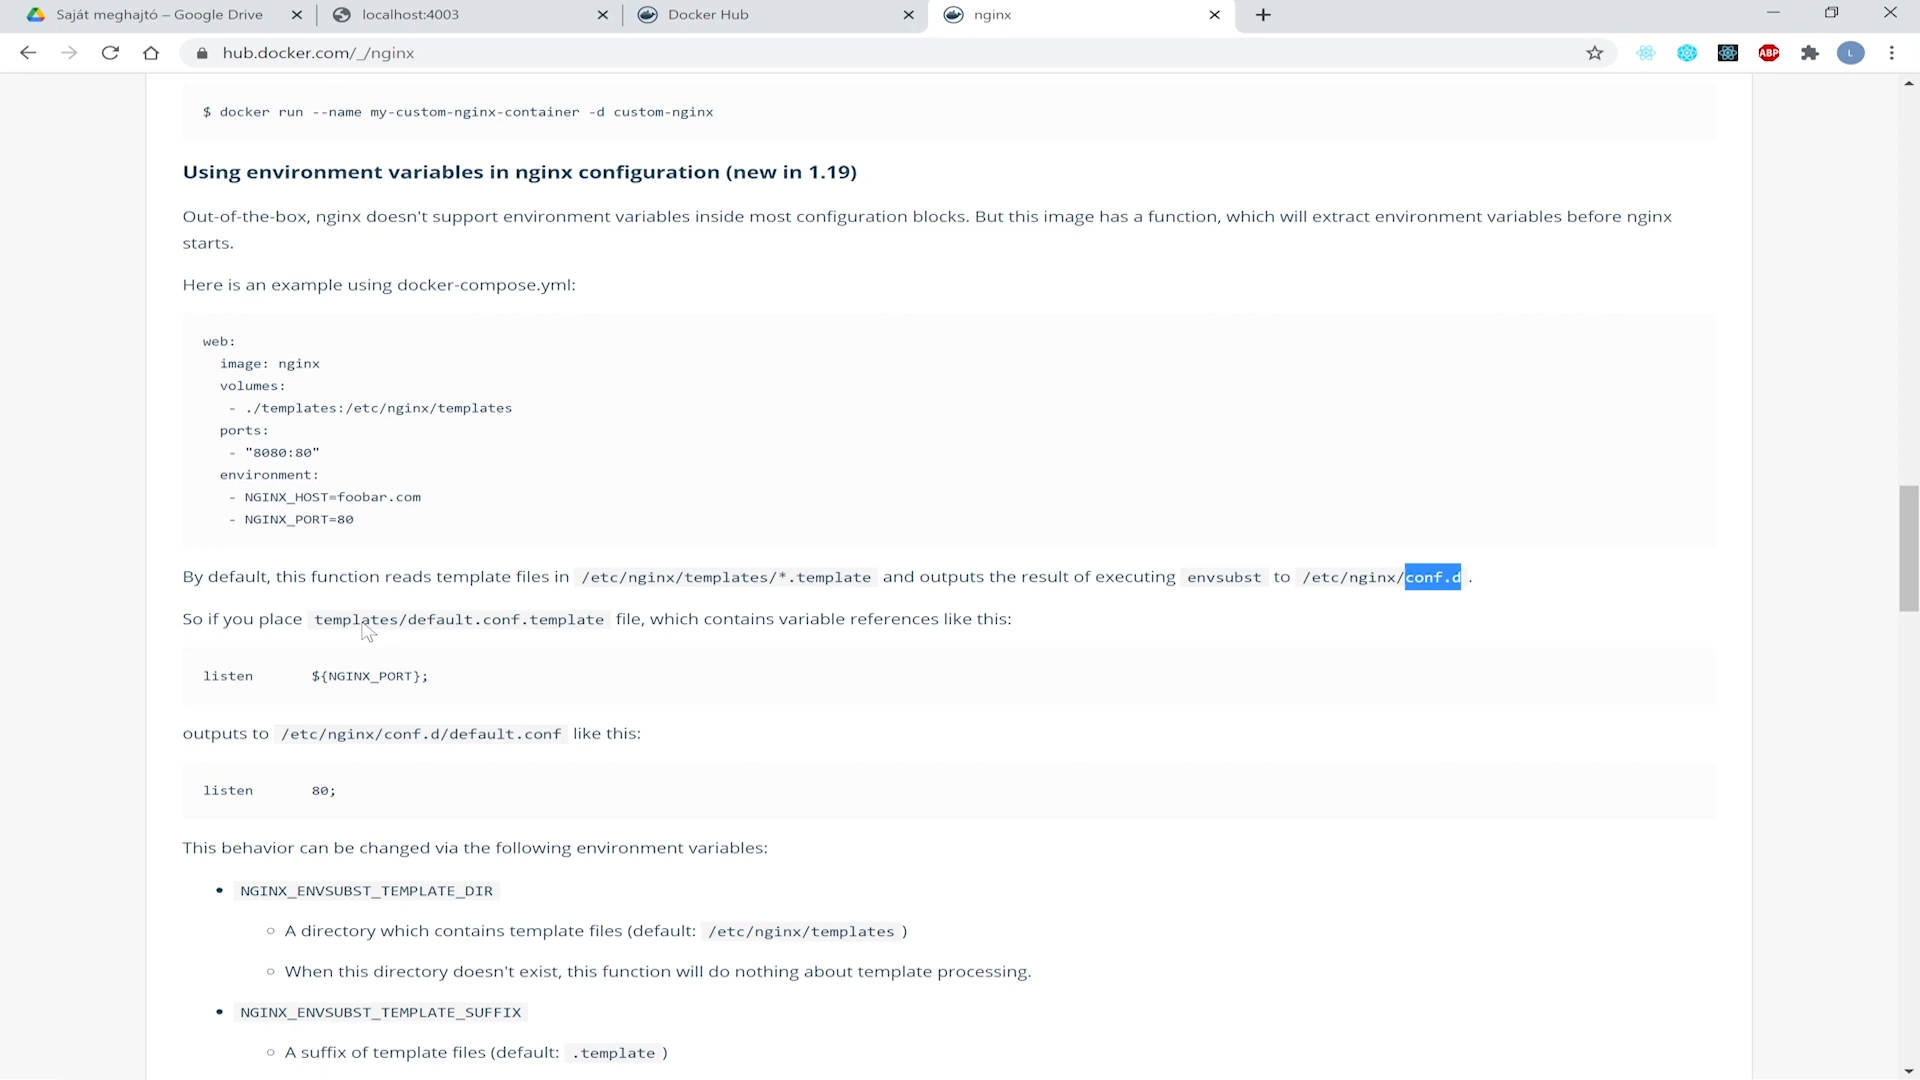 Saját meghajtó – Google Drive
localhost:4003
Docker Hub
nginx
hub.docker.com/_/nginx
ABP
L
$ docker run --name my-custom-nginx-container -d custom-nginx
Using environment variables in nginx configuration (new in 1.19)
Out-of-the-box, nginx doesn't support environment variables inside most configuration blocks. But this image has a function, which will extract environment variables before nginx
starts.
Here is an example using docker-compose.yml:
web:
  image: nginx
  volumes:
   - ./templates:/etc/nginx/templates
  ports:
   - "8080:80"
  environment:
   - NGINX_HOST=foobar.com
   - NGINX_PORT=80
By default, this function reads template files in /etc/nginx/templates/*.template and outputs the result of executing envsubst to /etc/nginx/conf.d .
So if you place templates/default.conf.template file, which contains variable references like this:
listen       ${NGINX_PORT};
outputs to /etc/nginx/conf.d/default.conf like this:
listen       80;
This behavior can be changed via the following environment variables:
• NGINX_ENVSUBST_TEMPLATE_DIR
○ A directory which contains template files (default: /etc/nginx/templates )
○ When this directory doesn't exist, this function will do nothing about template processing.
• NGINX_ENVSUBST_TEMPLATE_SUFFIX
○ A suffix of template files (default: .template )